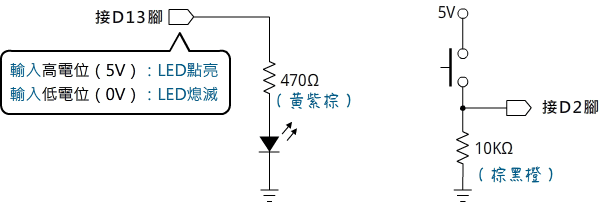 接D13腳
輸入高電位（5V）：LED點亮
輸入低電位（0V）：LED熄滅
470Ω
（黃紫棕）
5V
接D2腳
10KΩ
（棕黑橙）